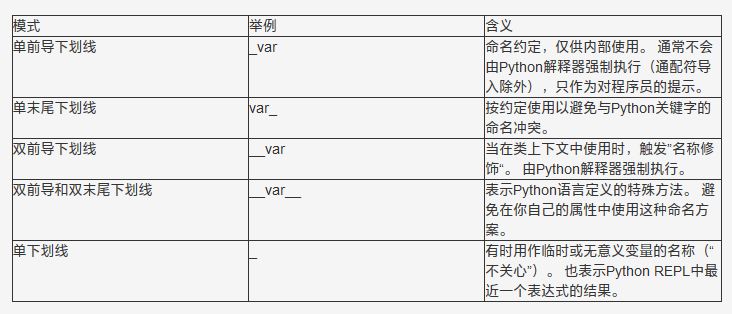 模式 举例 含义
单前导下划线 _var 命名约定，仅供内部使用。 通常不会
由Python解释器强制执行（通配符导
入除外），只作为对程序员的提示。
单末尾下划线 var_ 按约定使用以避免与Python关键字的
命名冲突。
双前导下划线 __var 当在类上下文中使用时，触发”名称修
饰“。 由Python解释器强制执行。
双前导和双末尾下划线 __var__ 表示Python语言定义的特殊方法。 避
免在你自己的属性中使用这种命名方
案。
单下划线 _ 有时用作临时或无意义变量的名称（“
不关心”）。 也表示Python REPL中最
近一个表达式的结果。